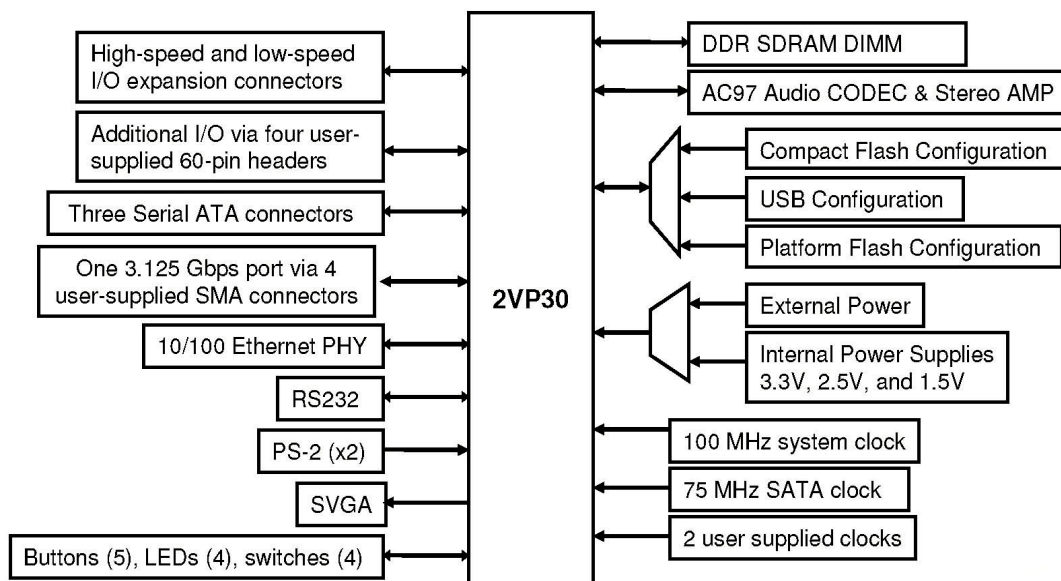 High-speed and low-speed
I/O expansion connectors
Additional I/O via four user-
supplied 60-pin headers
Three Serial ATA connectors
One 3.125 Gbps port via 4
user-supplied SMA connectors
10/100 Ethernet PHY
RS232
PS-2 (x2)
SVGA
Buttons (5), LEDs (4), switches (4)
2VP30
DDR SDRAM DIMM
AC97 Audio CODEC & Stereo AMP
Compact Flash Configuration
USB Configuration
Platform Flash Configuration
External Power
Internal Power Supplies
3.3V, 2.5V, and 1.5V
100 MHz system clock
75 MHz SATA clock
2 user supplied clocks